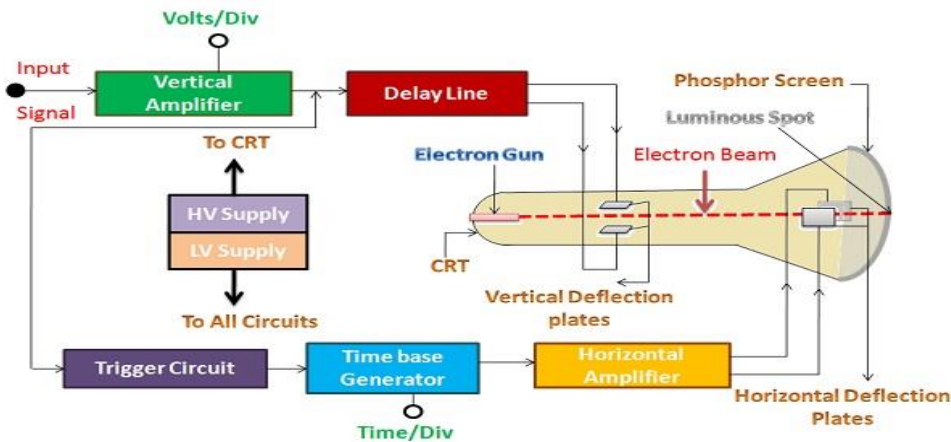 Volts/Div
Input
Signal
Vertical
Amplifier
Delay Line
Phosphor Screen
Luminous Spot
To CRT
Electron Gun
Electron Beam
HV Supply
LV Supply
CRT
To All Circuits
Vertical Deflection
plates
Trigger Circuit
Time base
Generator
Horizontal
Amplifier
Horizontal Deflection
Plates
Time/Div